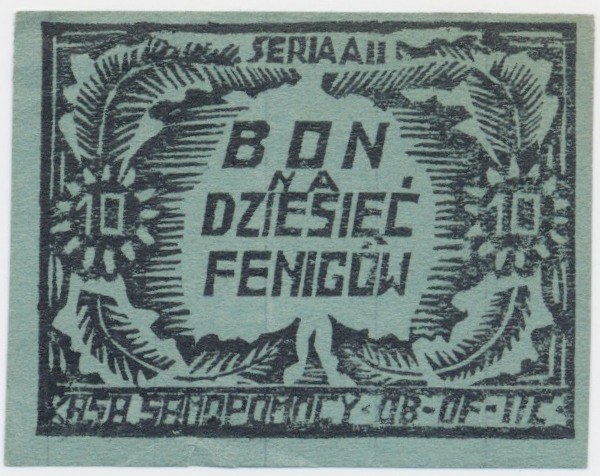 SERIA A II
BON
NA
DZIESIĘĆ
FENIGÓW
10 10
KASA SAMOPOMOCY OB-OF-IIC